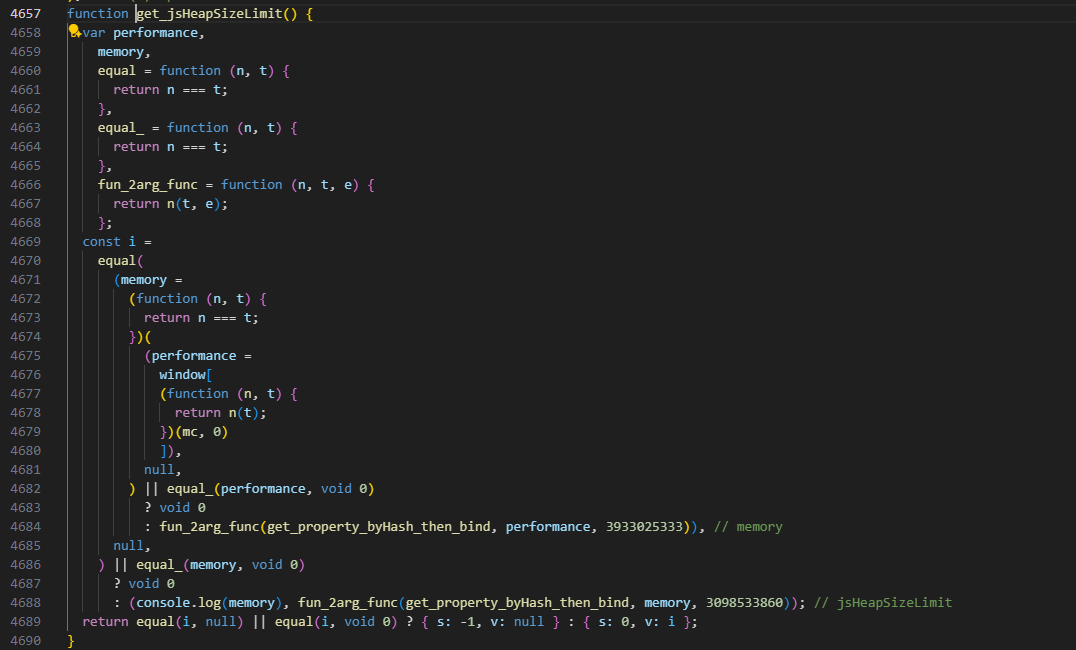 4657 function get_jsHeapSizeLimit() {
4658 var performance,
4659 memory,
4660 equal = function (n, t) {
4661 return n === t;
4662 },
4663 equal_ = function (n, t) {
4664 return n === t;
4665 },
4666 fun_2arg_func = function (n, t, e) {
4667 return n(t, e);
4668 };
4669 const i =
4670 equal(
4671 (memory =
4672 (function (n, t) {
4673 return n === t;
4674 })(
4675 (performance =
4676 window[
4677 (function (n, t) {
4678 return n(t);
4679 })(mc, 0)
4680 ]),
4681 null,
4682 ) || equal_(performance, void 0)
4683 ? void 0
4684 : fun_2arg_func(get_property_byHash_then_bind, performance, 3933025333)), // memory
4685 null,
4686 ) || equal_(memory, void 0)
4687 ? void 0
4688 : (console.log(memory), fun_2arg_func(get_property_byHash_then_bind, memory, 3098533860)); // jsHeapSizeLimit
4689 return equal(i, null) || equal(i, void 0) ? { s: -1, v: null } : { s: 0, v: i };
4690 }